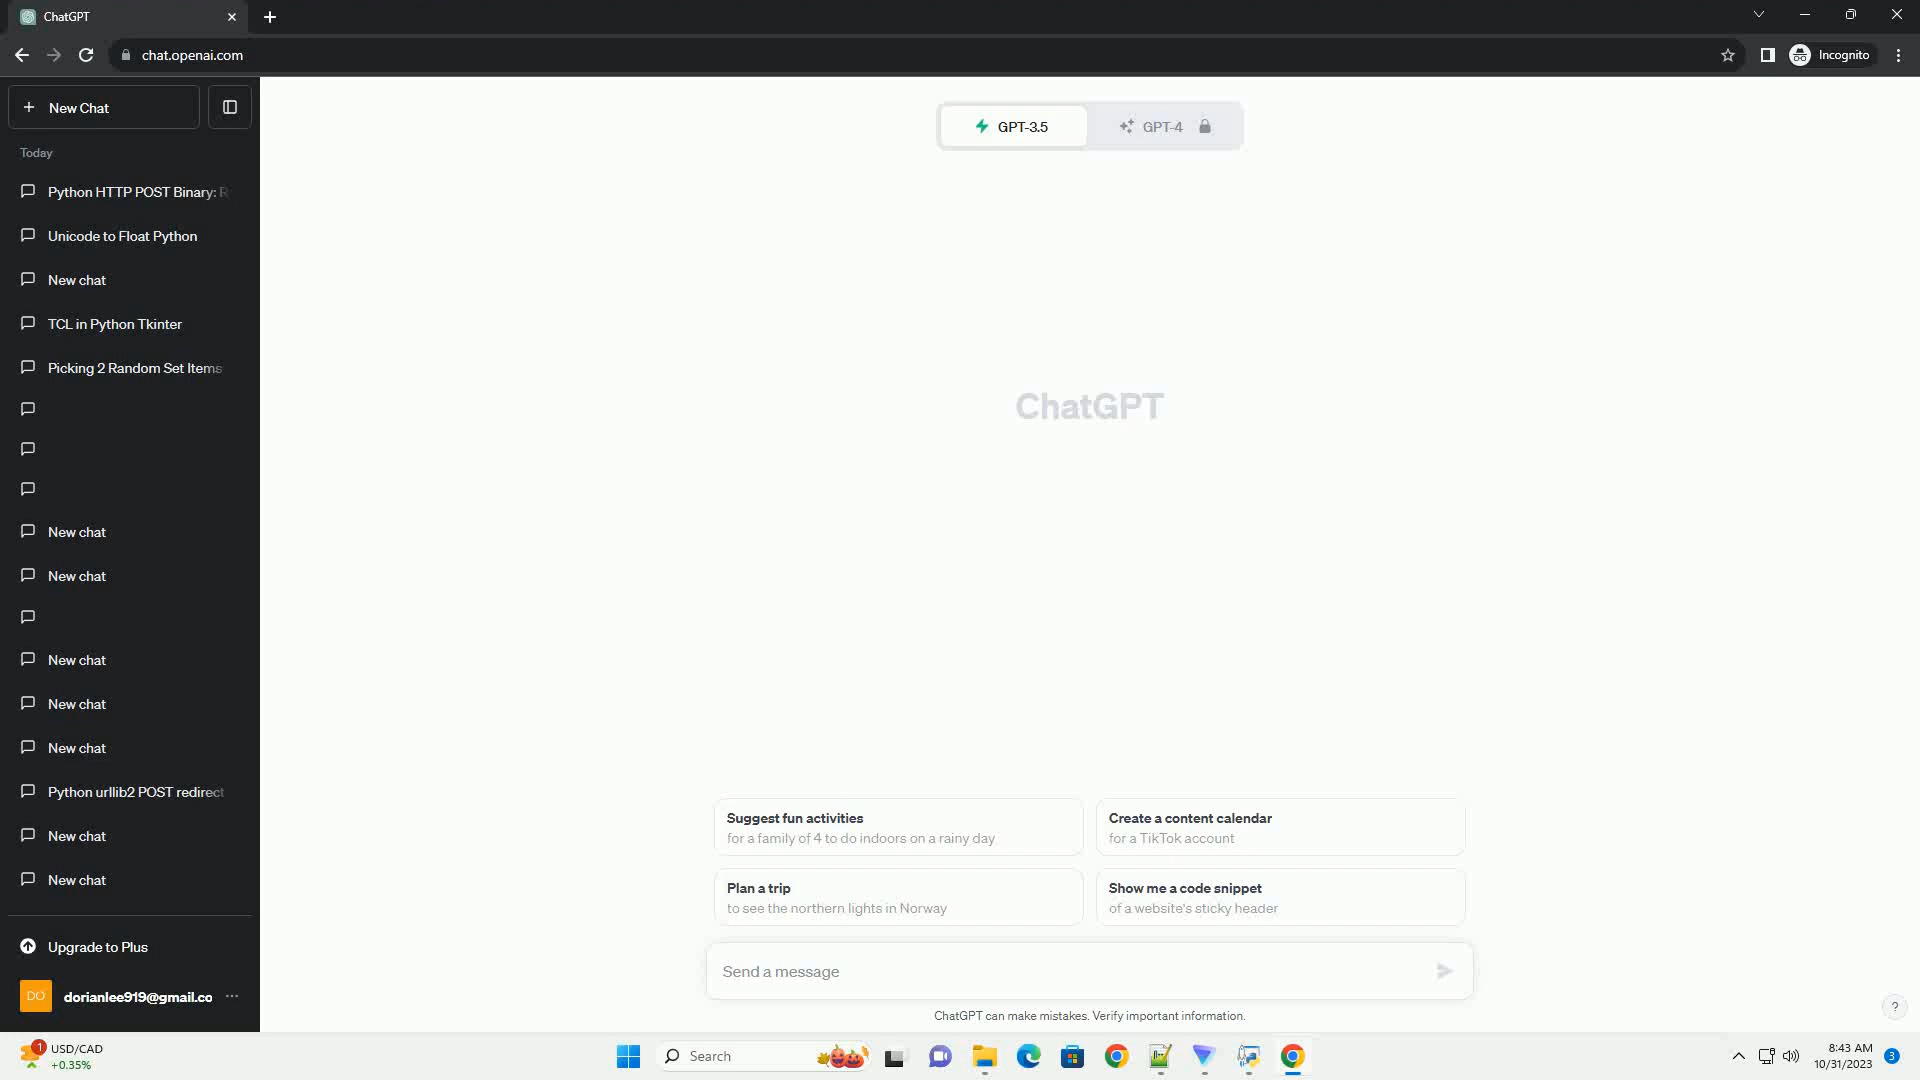 ChatGPT
chat.openai.com
Incognito
New Chat
Today
Python HTTP POST Binary: R
Unicode to Float Python
New chat
TCL in Python Tkinter
Picking 2 Random Set Items
New chat
New chat
New chat
New chat
New chat
Python urllib2 POST redirect
New chat
New chat
Upgrade to Plus
DO
dorianlee919@gmail.co
GPT-3.5
GPT-4
ChatGPT
Suggest fun activities
for a family of 4 to do indoors on a rainy day
Create a content calendar
for a TikTok account
Plan a trip
to see the northern lights in Norway
Show me a code snippet
of a website's sticky header
Send a message
ChatGPT can make mistakes. Verify important information.
?
1
USD/CAD
+0.35%
Search
8:43 AM
10/31/2023
3